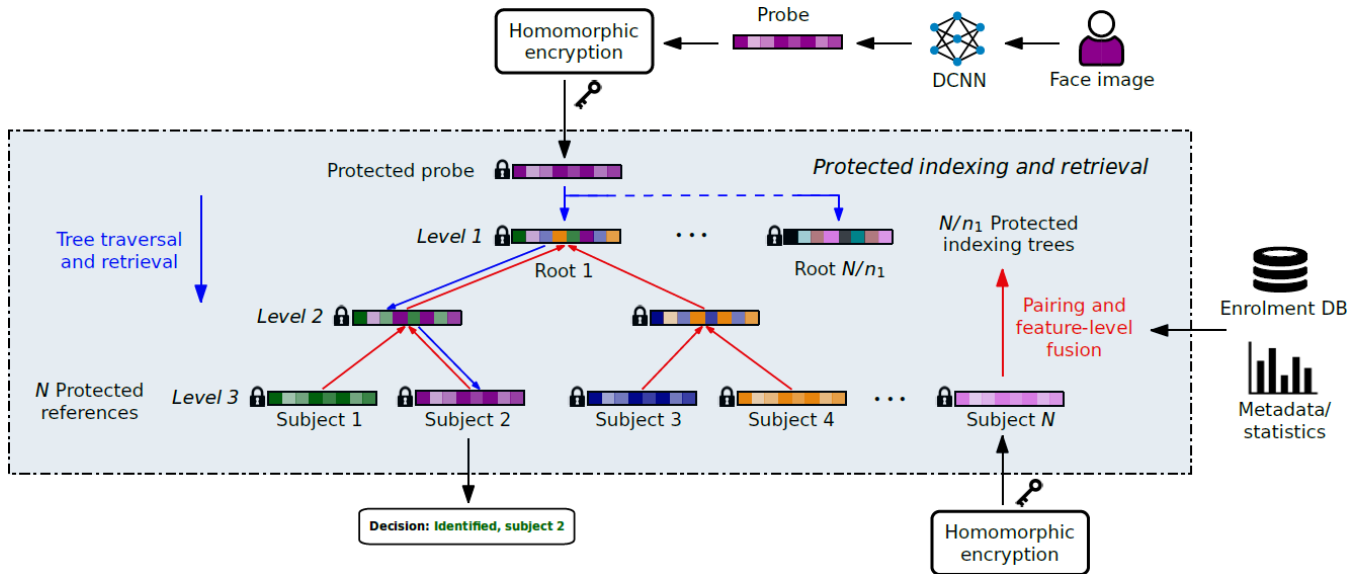 Probe
Homomorphic
encryption
DCNN
Face image
Protected probe
Protected indexing and retrieval
Tree traversal
and retrieval
Level 1
• • •
N/n₁ Protected
indexing trees
Root 1
Root N/n₁
Level 2
Pairing and
feature-level
fusion
Enrolment DB
N Protected
references
Level 3
• • •
Subject 1
Subject 2
Subject 3
Subject 4
Subject N
Metadata/
statistics
Decision: Identified, subject 2
Homomorphic
encryption